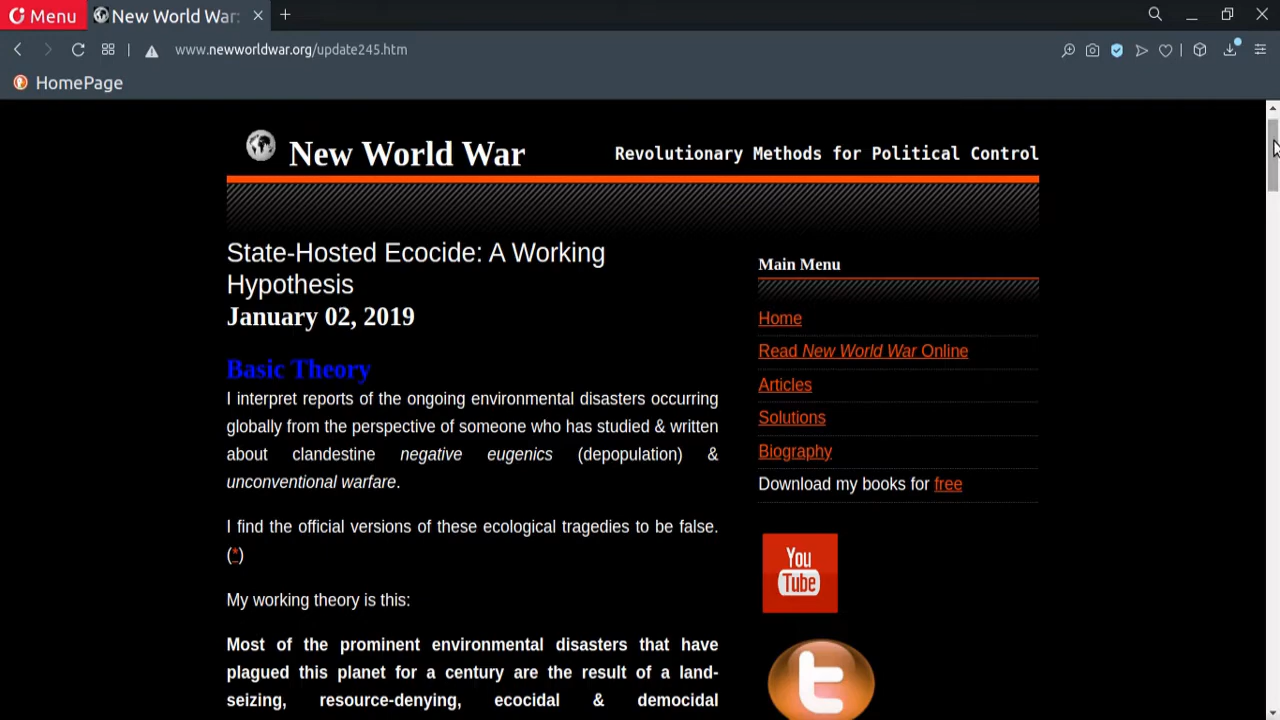 Menu
New World War:
www.newworldwar.org/update245.htm
HomePage
New World War
Revolutionary Methods for Political Control
State-Hosted Ecocide: A Working
Hypothesis
January 02, 2019
Basic Theory
I interpret reports of the ongoing environmental disasters occurring
globally from the perspective of someone who has studied & written
about clandestine negative eugenics (depopulation) &
unconventional warfare.
I find the official versions of these ecological tragedies to be false.
(*)
My working theory is this:
Most of the prominent environmental disasters that have
plagued this planet for a century are the result of a land-
seizing, resource-denying, ecocidal & democidal
Main Menu
Home
Read New World War Online
Articles
Solutions
Biography
Download my books for free
You
Tube
t